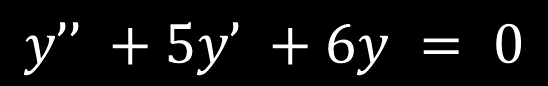 y’’ + 5y’ + 6y = 0